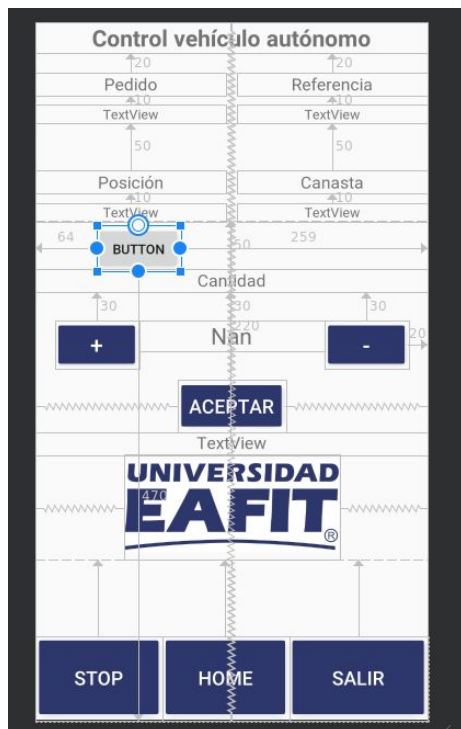 Control vehículo autónomo
20 20
Pedido Referencia
10 10
TextView TextView
50 50
Posición Canasta
10 10
TextView TextView
64 BUTTON 50 259
Cantidad
30 30 30
+ Nan 220 - 20
ACEPTAR
TextView
UNIVERSIDAD
470
EAFIT®
STOP HOME SALIR